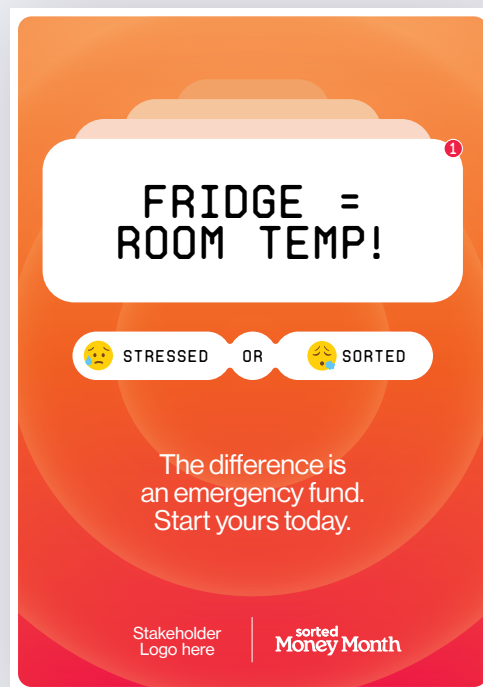 1
FRIDGE =
ROOM TEMP!
STRESSED OR SORTED
The difference is
an emergency fund.
Start yours today.
Stakeholder
Logo here
sorted
Money Month